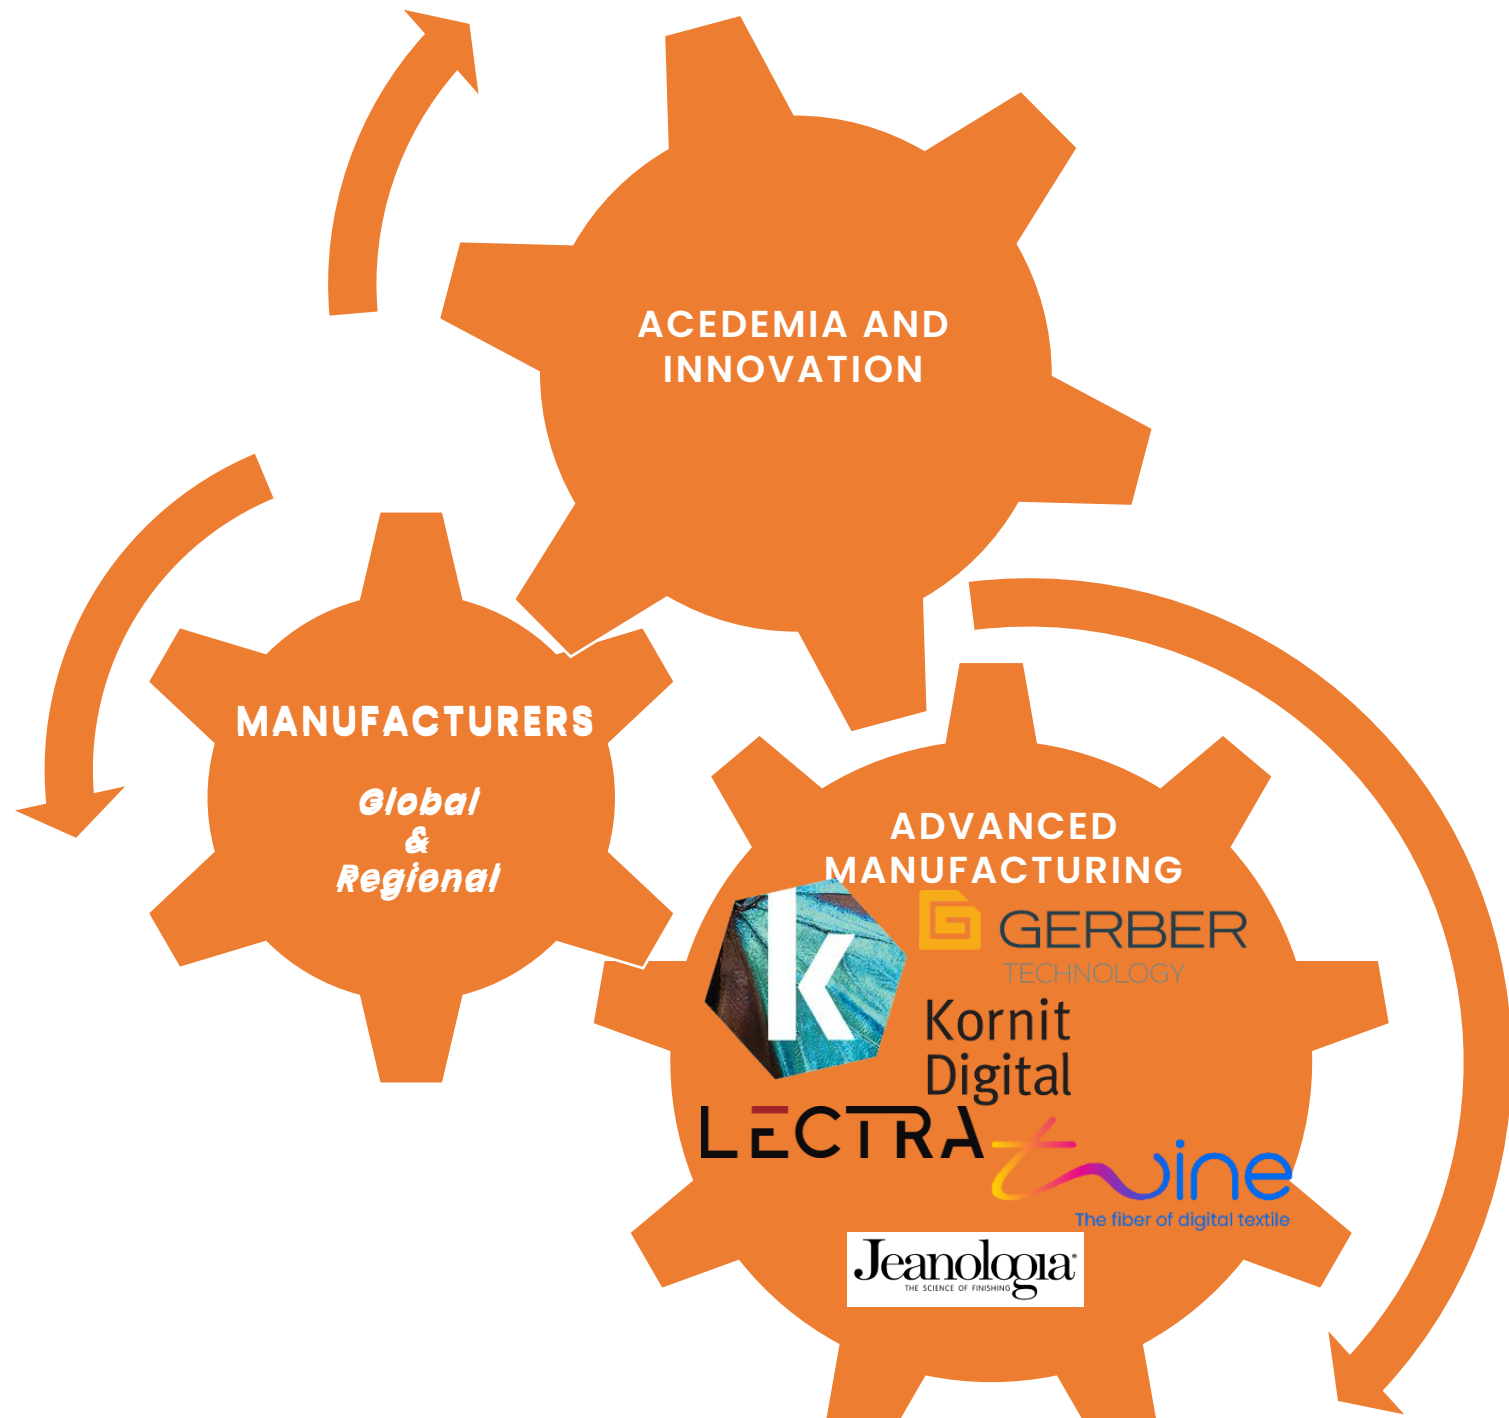 ACEDEMIA AND
INNOVATION
MANUFACTURERS
Global
&
Regional
ADVANCED
MANUFACTURING
k
GERBER
TECHNOLOGY
Kornit
Digital
LECTRA
twine
The fiber of digital textile
Jeanologia®
THE SCIENCE OF FINISHING